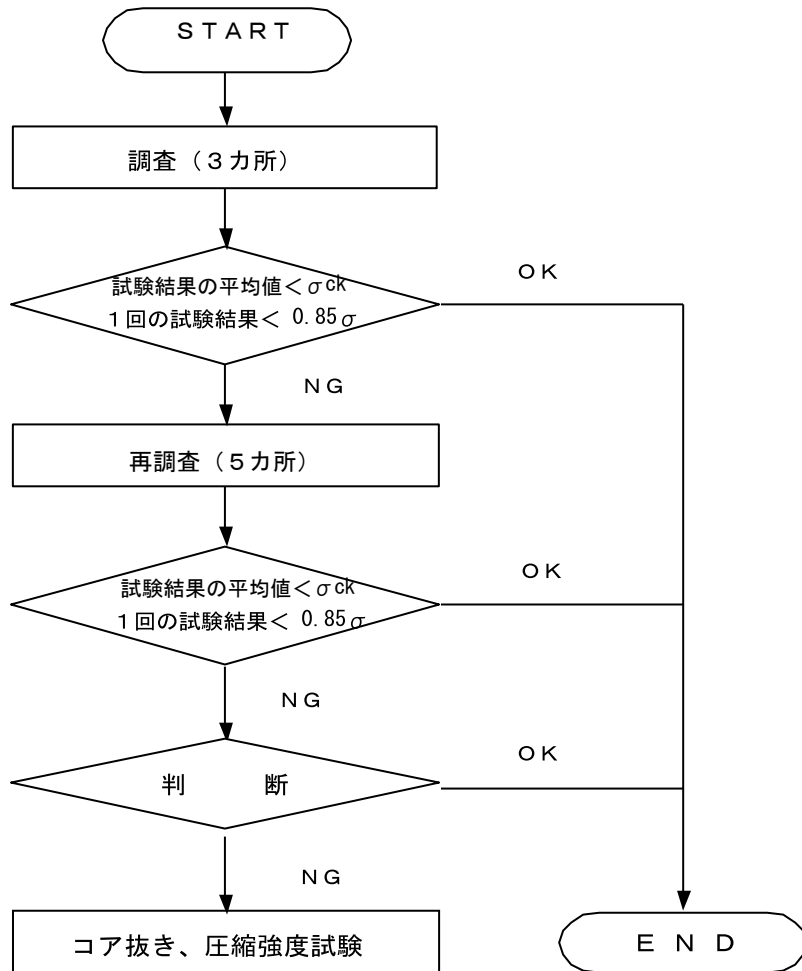 ＳＴＡＲＴ
調査（３カ所）
試験結果の平均値＜σck
１回の試験結果＜ 0.85σ
ＯＫ
ＮＧ
再調査（５カ所）
試験結果の平均値＜σck
１回の試験結果＜ 0.85σ
ＯＫ
ＮＧ
判　　断
ＯＫ
ＮＧ
コア抜き、圧縮強度試験
ＥＮＤ